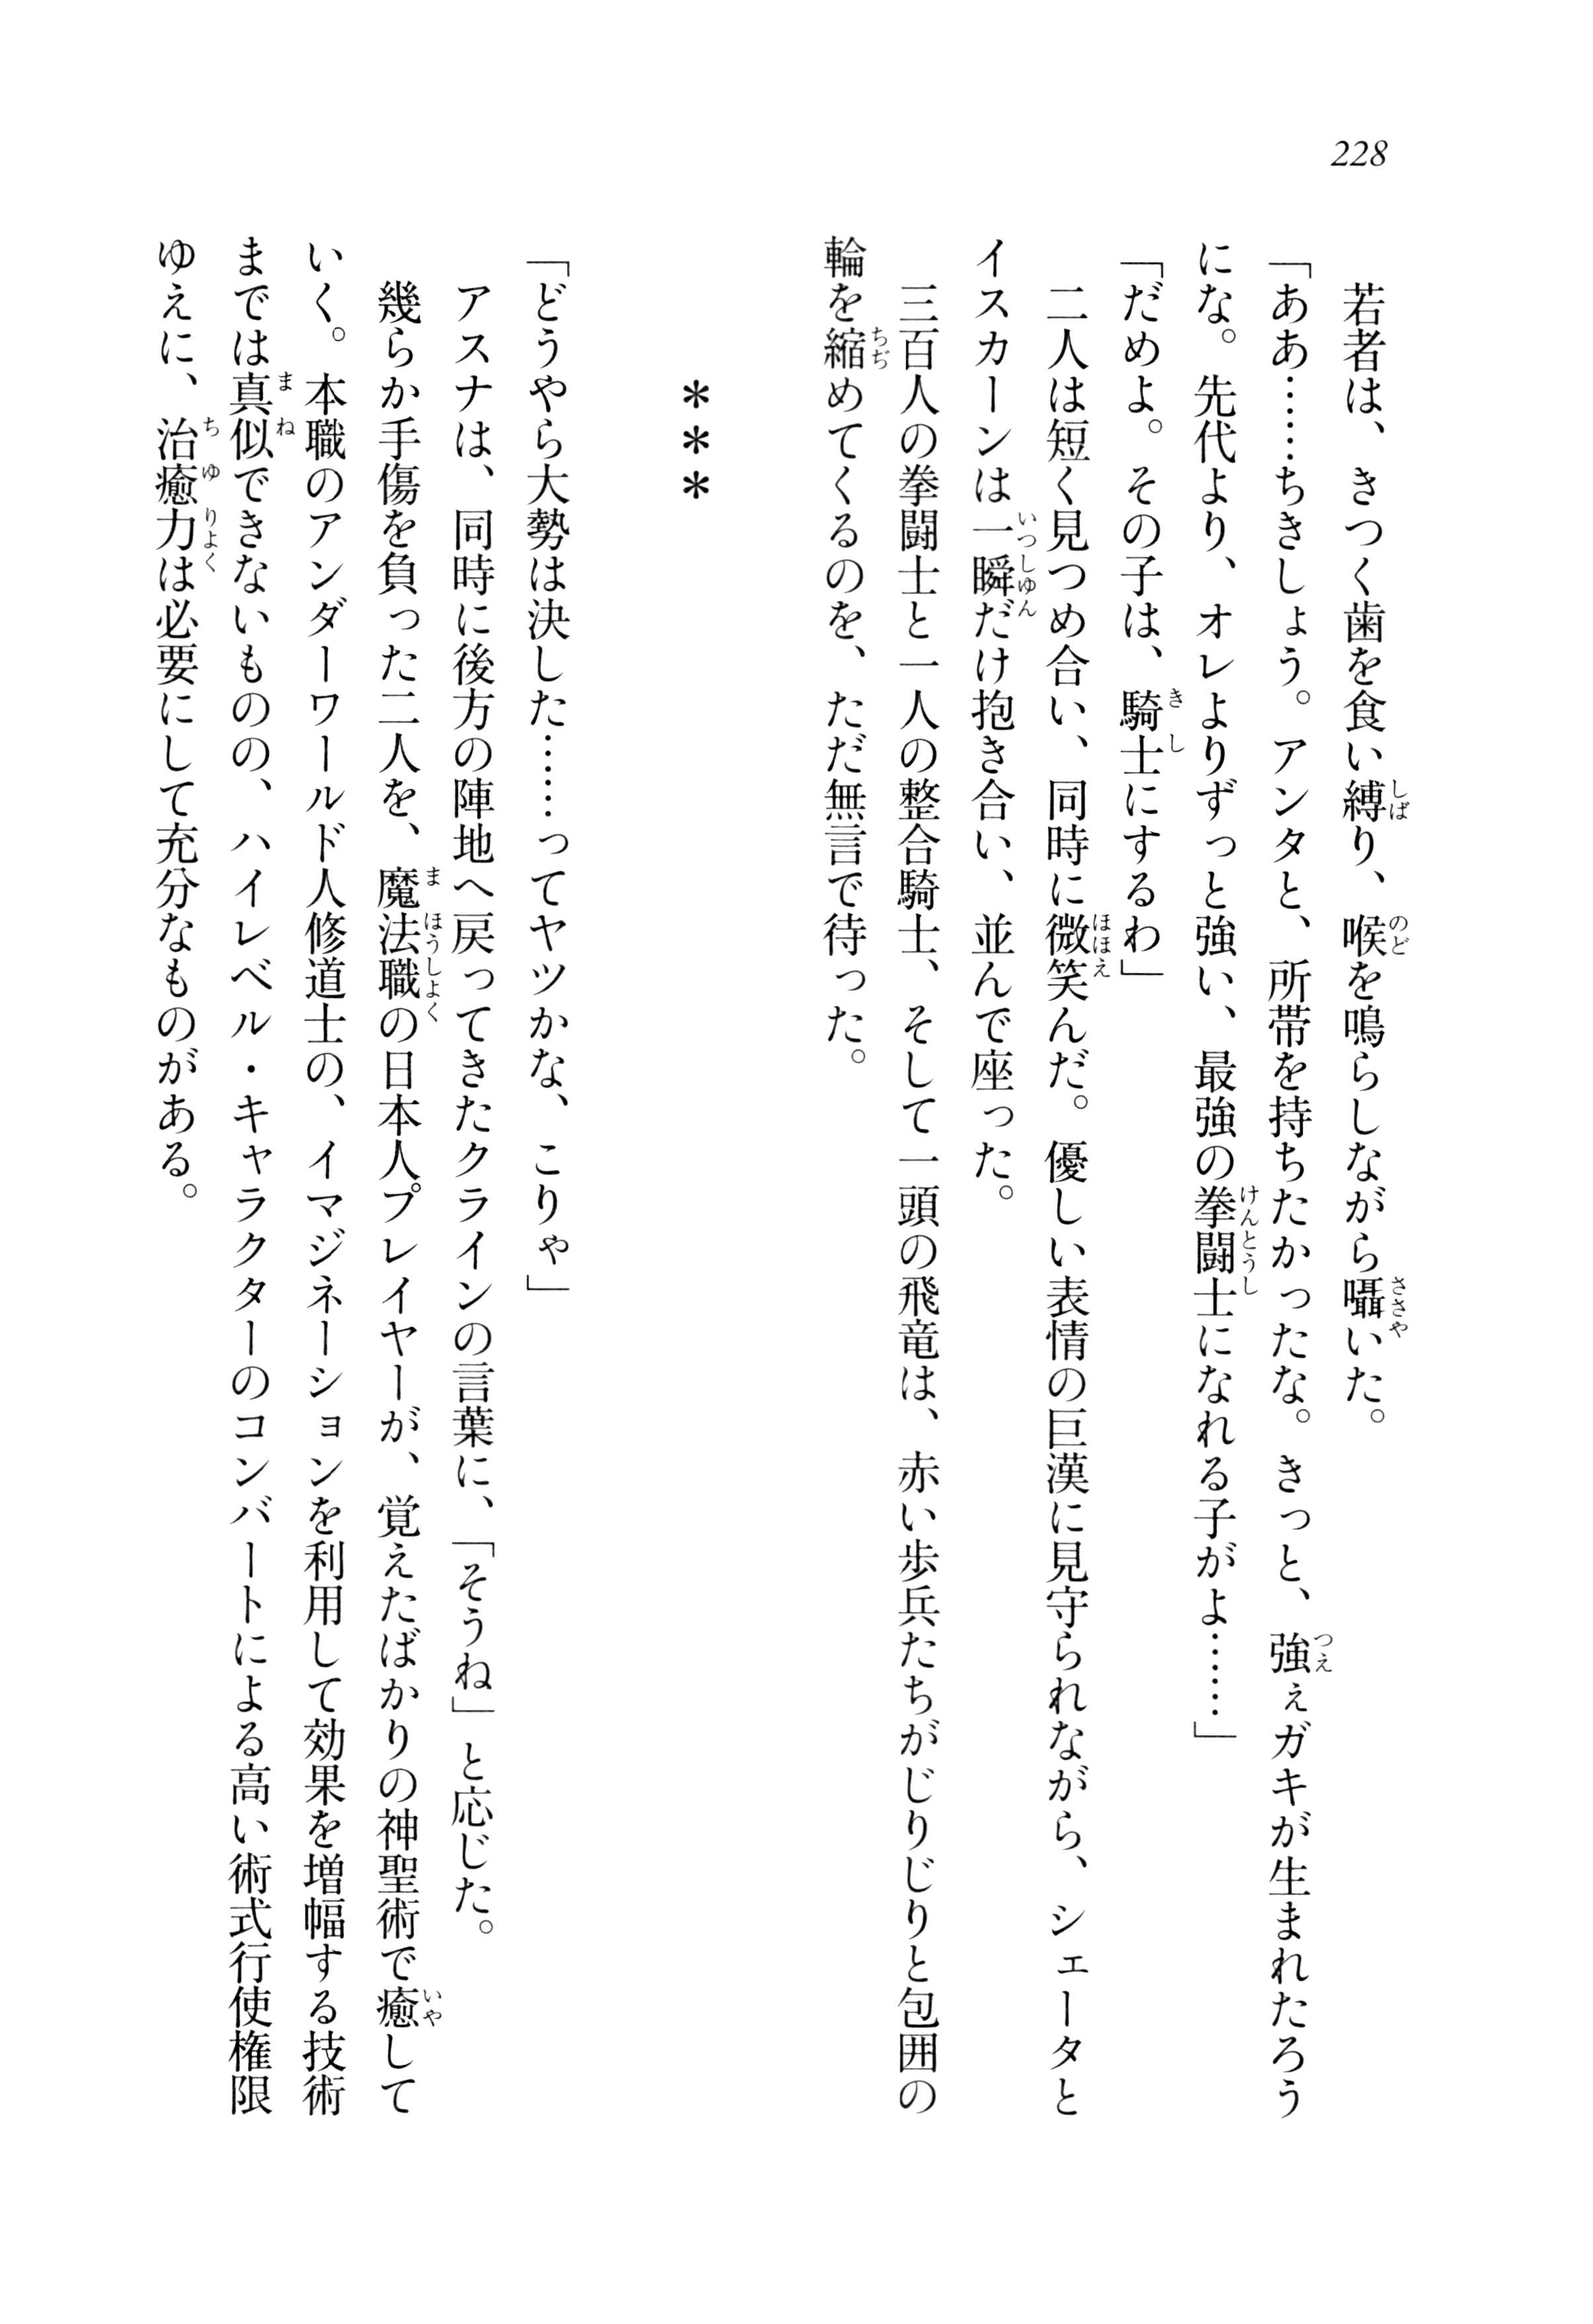 228
若者は、きつく歯を食い縛り、喉を鳴らしながら囁いた。
「ああ……ちきしょう。アンタと、所帯を持ちたかったな。きっと、強ぇガキが生まれたろう
にな。先代より、オレよりずっと強い、最強の拳闘士になれる子がよ……」
「だめよ。その子は、騎士にするわ」
二人は短く見つめ合い、同時に微笑んだ。優しい表情の巨漢に見守られながら、シェータと
イスカーンは一瞬だけ抱き合い、並んで座った。
三百人の拳闘士と一人の整合騎士、そして一頭の飛竜は、赤い歩兵たちがじりじりと包囲の
輪を縮めてくるのを、ただ無言で待った。
＊＊＊
「どうやら大勢は決した……ってヤツかな、こりゃ」
アスナは、同時に後方の陣地へ戻ってきたクラインの言葉に、「そうね」と応じた。
幾らか手傷を負った二人を、魔法職の日本人プレイヤーが、覚えたばかりの神聖術で癒して
いく。本職のアンダーワールド人修道士の、イマジネーションを利用して効果を増幅する技術
までは真似できないものの、ハイレベル・キャラクターのコンバートによる高い術式行使権限
ゆえに、治癒力は必要にして充分なものがある。